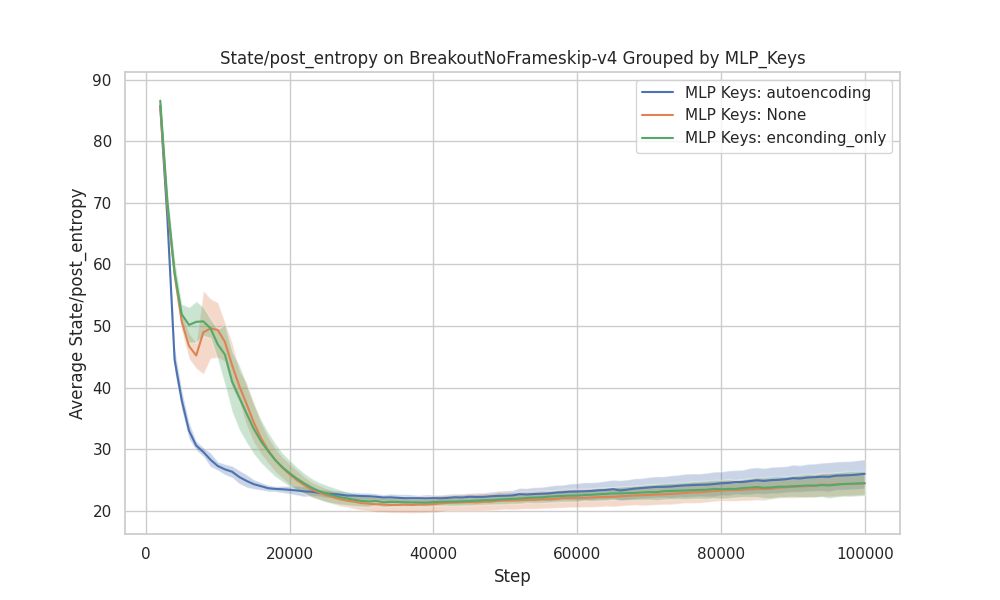 State/post_entropy on BreakoutNoFrameskip-v4 Grouped by MLP_Keys
MLP Keys: autoencoding
MLP Keys: None
MLP Keys: enconding_only
Average State/post_entropy
90
80
70
60
50
40
30
20
0
20000
40000
60000
80000
100000
Step